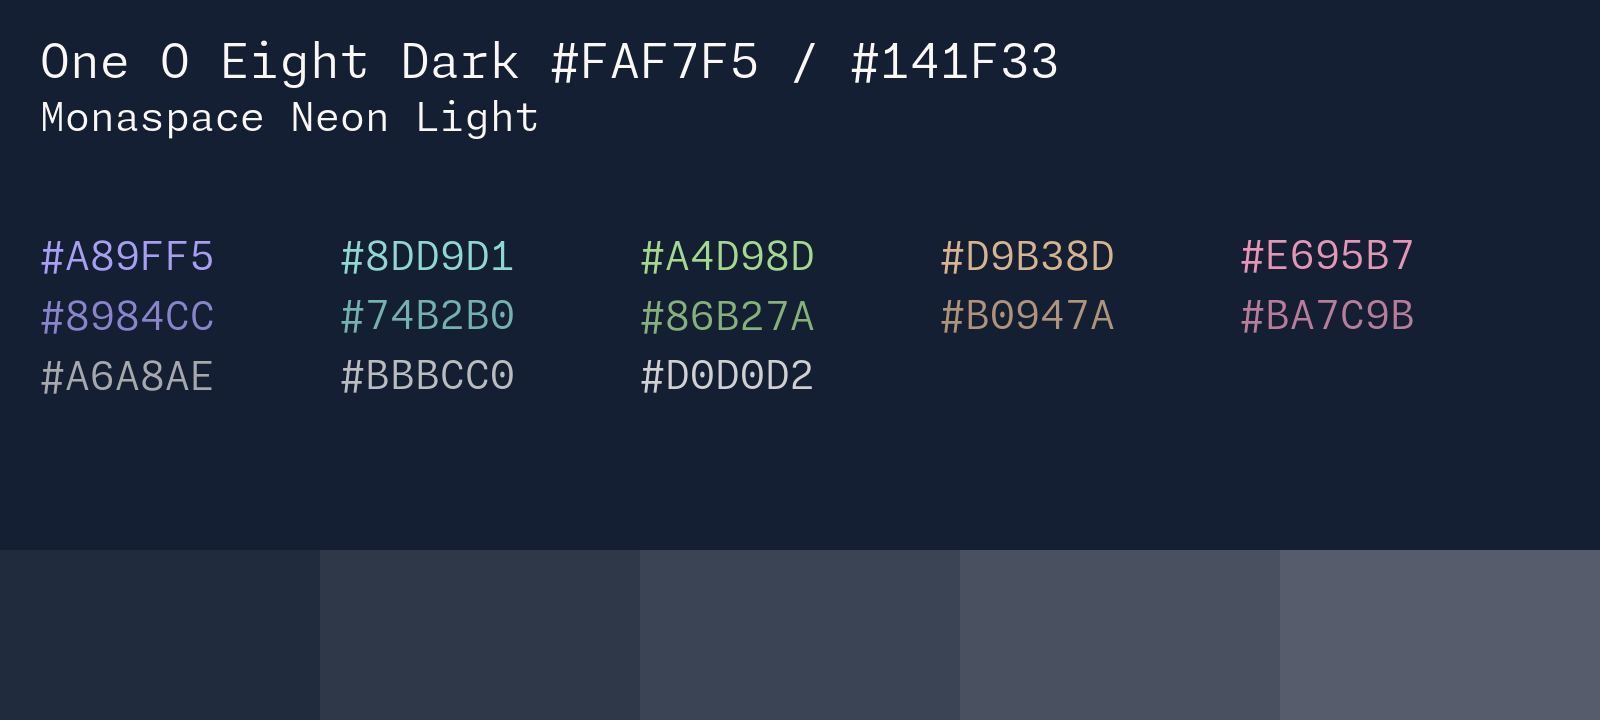 One O Eight Dark #FAF7F5 / #141F33
Monaspace Neon Light
#A89FF5 #8DD9D1 #A4D98D #D9B38D #E695B7
#8984CC #74B2B0 #86B27A #B0947A #BA7C9B
#A6A8AE #BBBCC0 #D0D0D2